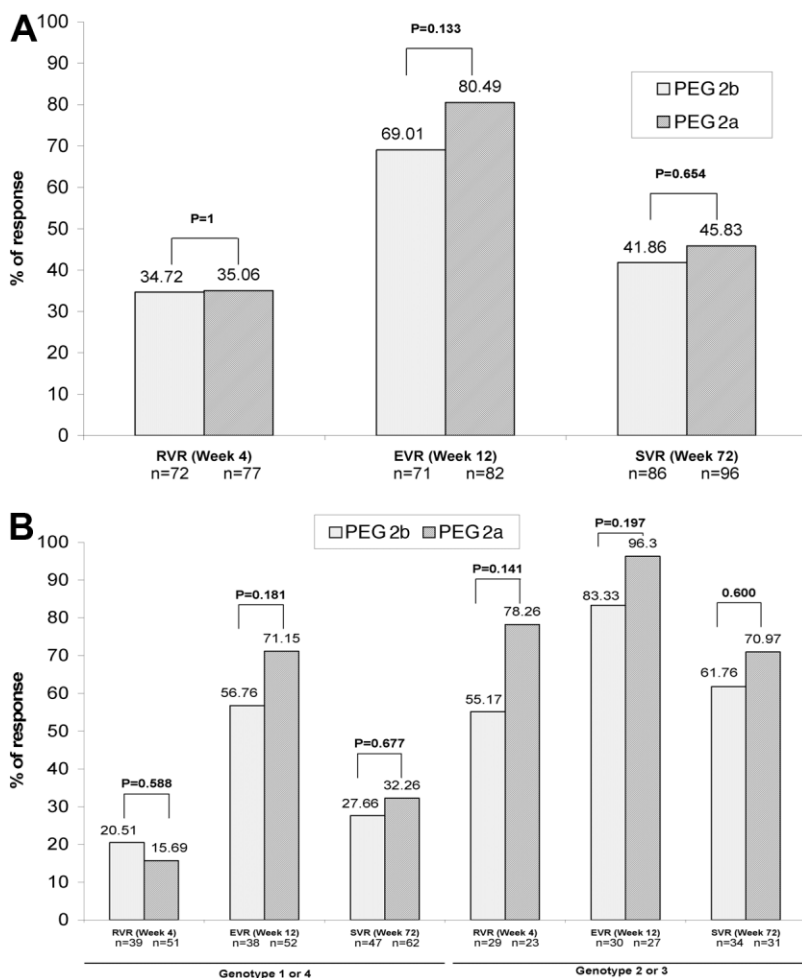 A
100
90
80
70
60
50
40
30
20
10
0
% of response
P=0.133
P=1
P=0.654
PEG 2b
PEG 2a
34.72 35.06
69.01
80.49
41.86
45.83
RVR (Week 4) EVR (Week 12) SVR (Week 72)
n=72 n=77 n=71 n=82 n=86 n=96
B
PEG 2b PEG 2a
100
90
80
70
60
50
40
30
20
10
0
% of response
P=0.588
20.51
15.69
P=0.181
56.76
71.15
P=0.677
27.66
32.26
P=0.141
55.17
78.26
P=0.197
83.33
96.3
0.600
61.76
70.97
RVR (Week 4) EVR (Week 12) SVR (Week 72) RVR (Week 4) EVR (Week 12) SVR (Week 72)
n=39 n=51 n=38 n=52 n=47 n=62 n=29 n=23 n=30 n=27 n=34 n=31
Genotype 1 or 4 Genotype 2 or 3